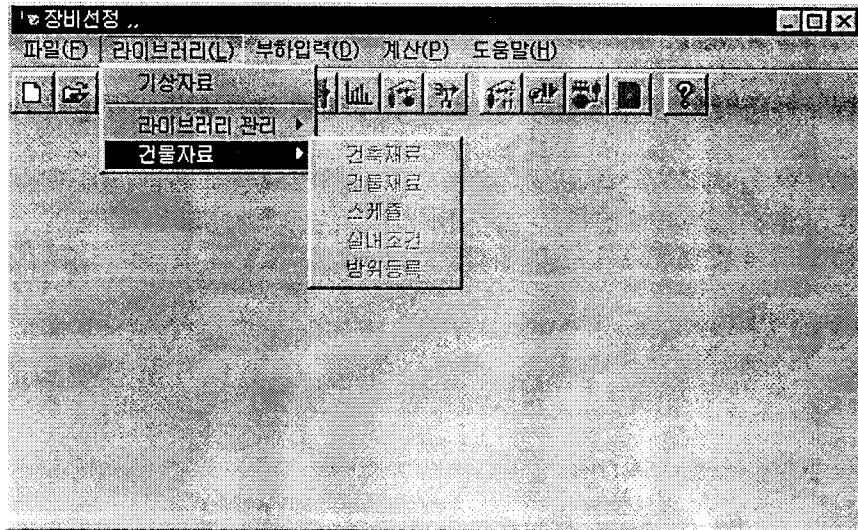 장비선정 ,,
파일(F) 라이브러리(L) 부하입력(D) 계산(P) 도움말(H)
기상자료
라이브러리 관리
건물자료
건축재료
건물재료
스케줄
실내조건
방위등록